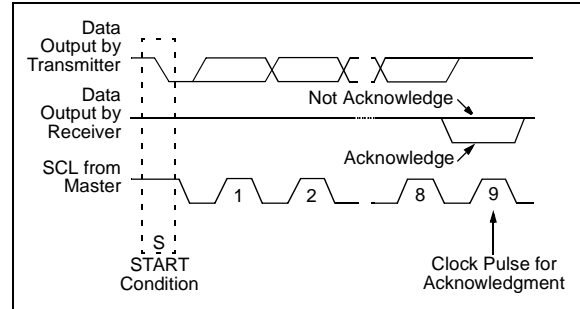 Data
Output by
Transmitter
Data
Output by
Receiver
Not Acknowledge
Acknowledge
SCL from
Master
1
2
8
9
S
START
Condition
Clock Pulse for
Acknowledgment